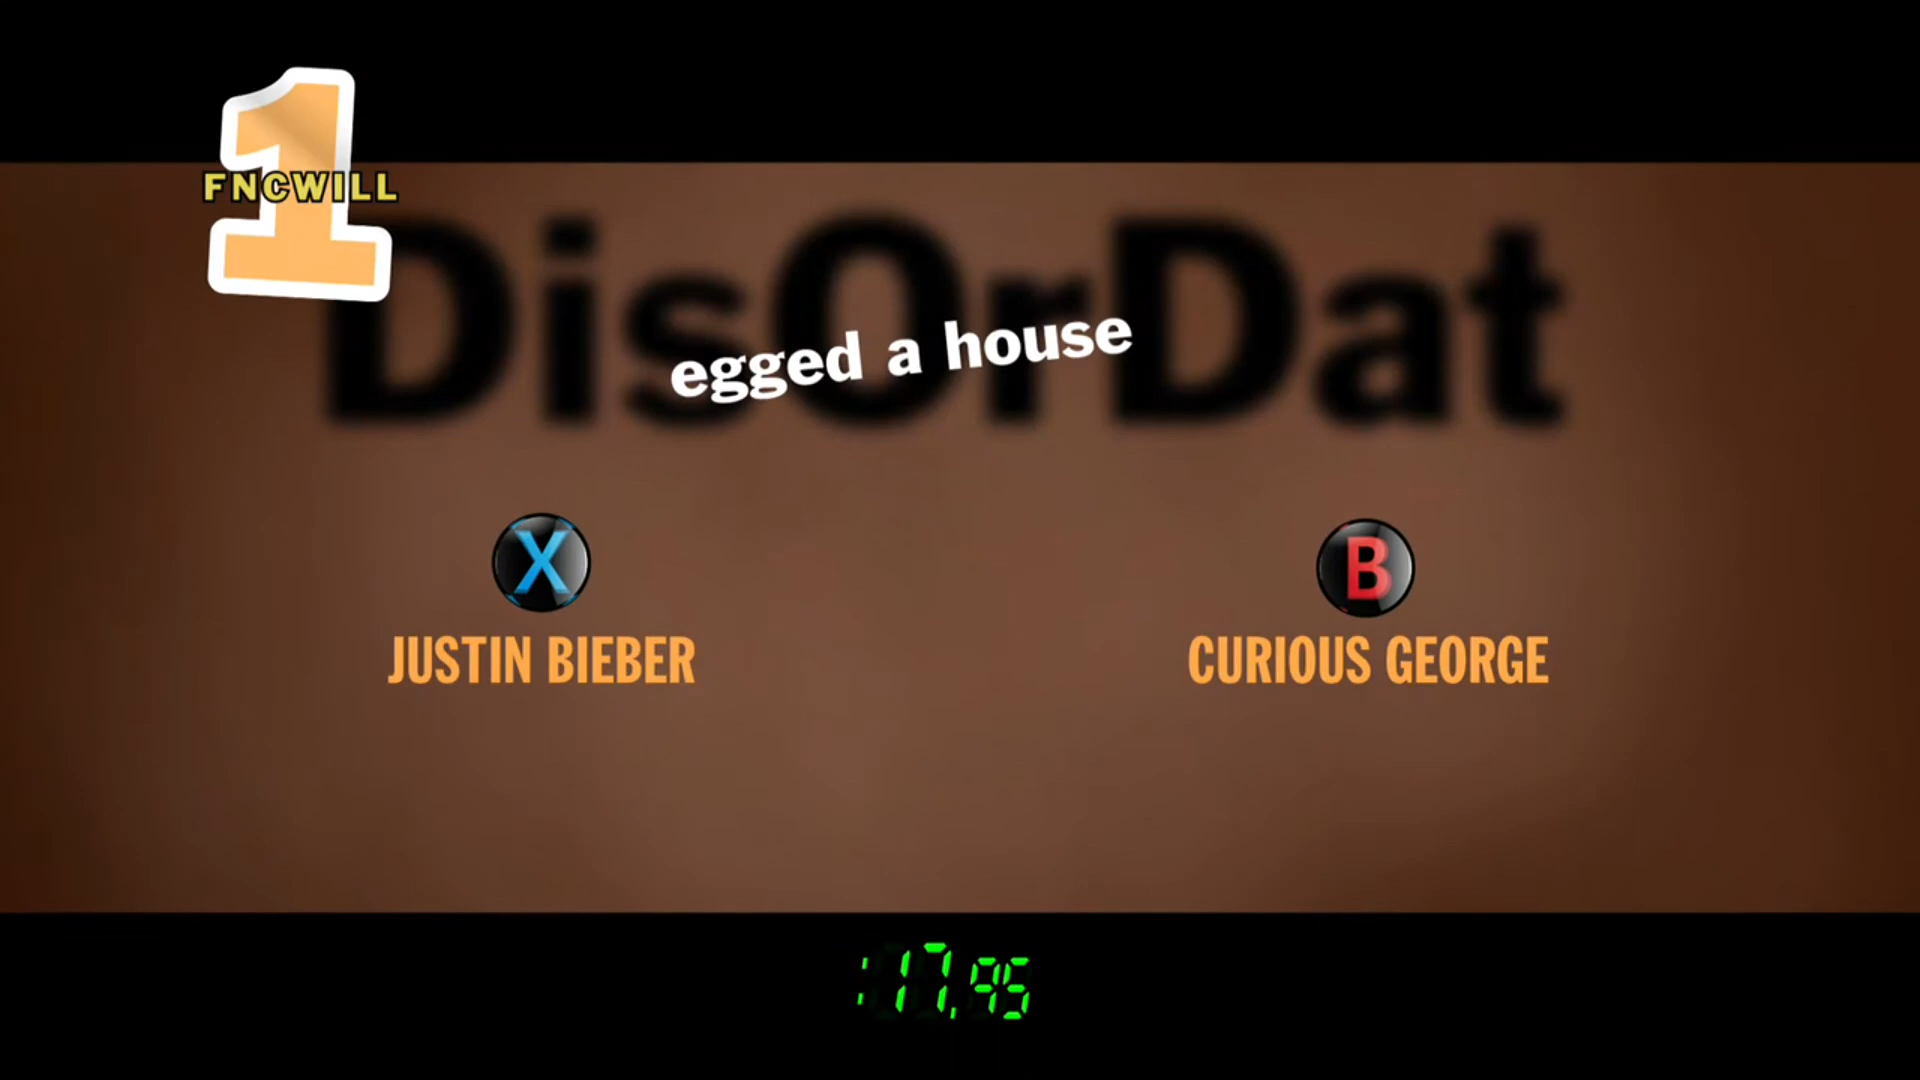 1
FNCWILL
DisOrDat
egged a house
X
B
JUSTIN BIEBER
CURIOUS GEORGE
:17.95